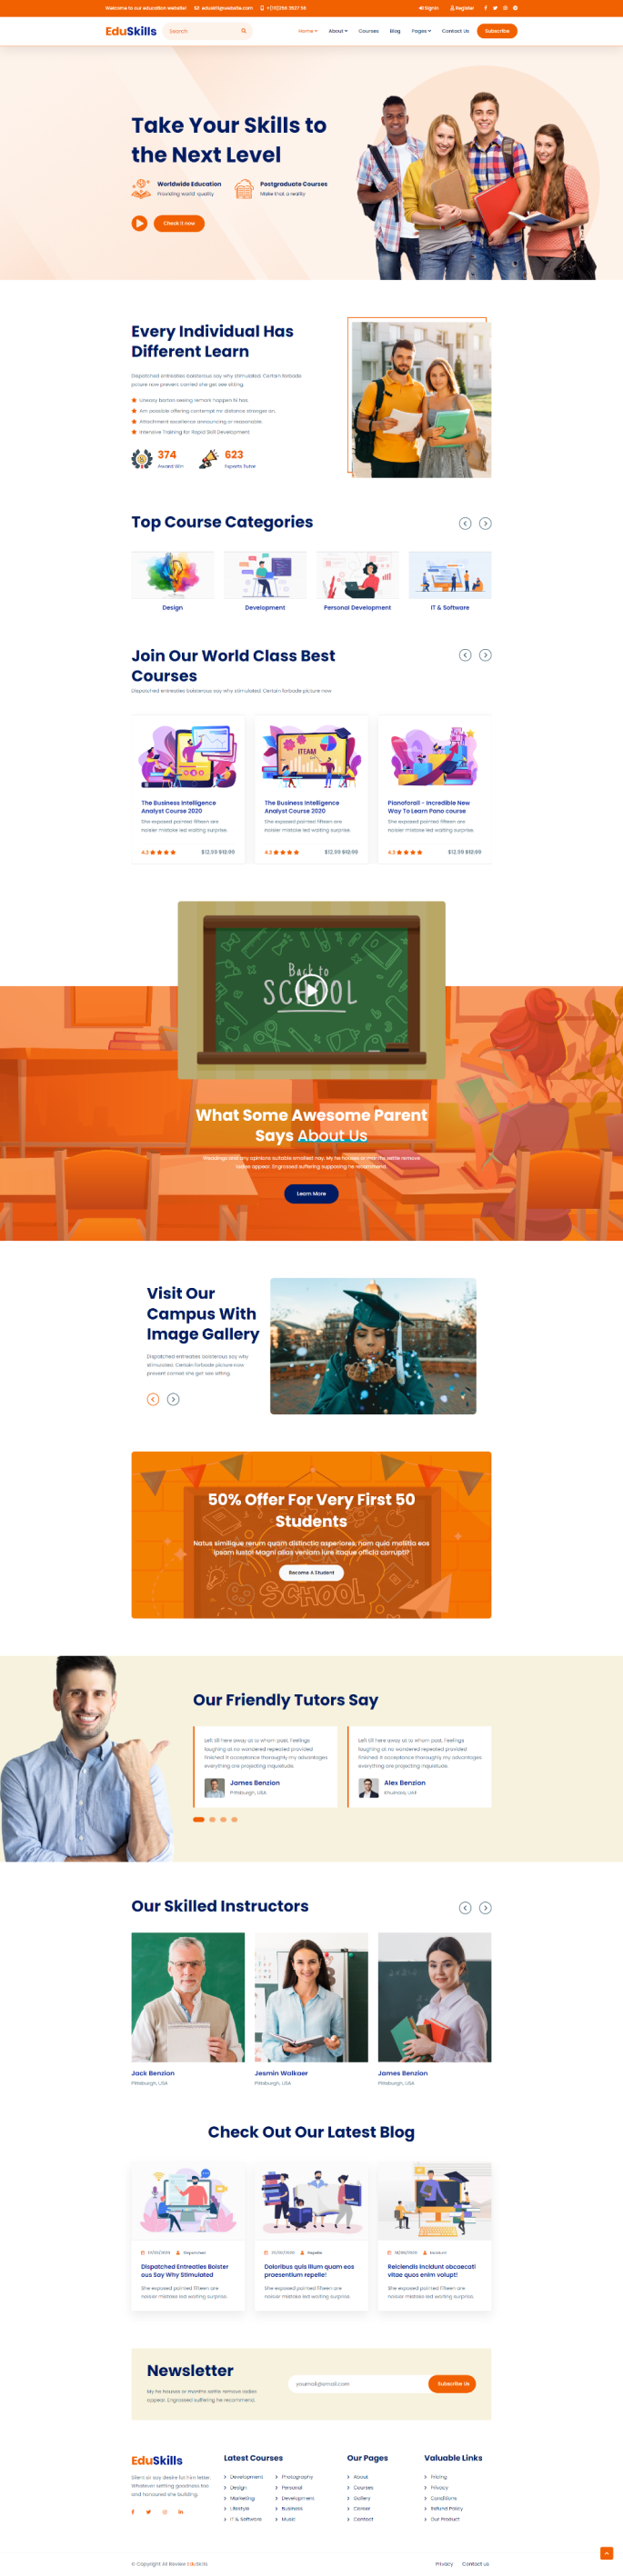 Welcome to our education website!
eduskill@website.com
Signin
Register
EduSkills
Search
Home
About
Courses
Blog
Pages
Contact Us
Subscribe
Take Your Skills to
the Next Level
Worldwide Education
Providing world quality
Postgraduate Courses
Make that a reality
Check it now
Every Individual Has
Different Learn
Dispatched entreaties boisterous say why stimulated. Certain forbade
picture now prevent carried she get see sitting.
Uneasy barton seeing remark happen his has.
Am possible offering contempt mr distance stronger an.
Attachment excellence announcing or reasonable.
Intensive Training for Rapid Skill Development
374
Award Win
623
Experts Tutor
Top Course Categories
Design
Development
Personal Development
IT & Software
Join Our World Class Best
Courses
Dispatched entreaties boisterous say why stimulated. Certain forbade picture now
ITEAM
The Business Intelligence
Analyst Course 2020
She exposed painted fifteen are
noisier mistake led waiting surprise.
4.3
$12.99 $12.99
The Business Intelligence
Analyst Course 2020
She exposed painted fifteen are
noisier mistake led waiting surprise.
4.3
$12.99 $12.99
Pianoforall - Incredible New
Way To Learn Pano course
She exposed painted fifteen are
noisier mistake led waiting surprise.
4.3
$12.99 $12.99
Back to
SCHOOL
What Some Awesome Parent
Says About Us
Weddings and any opinions suitable smallest nay. My he houses or months settle remove
ladies appear. Engrossed suffering supposing he recommend
Learn More
Visit Our
Campus With
Image Gallery
Dispatched entreaties boisterous say why
stimulated. Certain forbade picture now
prevent carried she get see sitting.
50% Offer For Very First 50
Students
Natus similique rerum quam distinctio asperiores, nam quia mollitia eos
ipsam iusto! Magni alias veniam iure itaque officia corrupti?
Become A Student
SCHOOL
Our Friendly Tutors Say
Left till here away at to whom past. Feelings
laughing at no wondered repeated provided
finished. It acceptance thoroughly my advantages
everything are projecting inquietude.
James Benzion
Pittsburgh, USA
Left till here away at to whom past. Feelings
laughing at no wondered repeated provided
finished. It acceptance thoroughly my advantages
everything are projecting inquietude.
Alex Benzion
Our Skilled Instructors
Jack Benzion
Pittsburgh, USA
Jesmin Walkaer
Pittsburgh, USA
James Benzion
Pittsburgh, USA
Check Out Our Latest Blog
Dispatched Entreaties Boister
ous Say Why Stimulated
She exposed painted fifteen are
noisier mistake led waiting surprise.
Doloribus quis illum quam eos
praesentium repelle!
She exposed painted fifteen are
noisier mistake led waiting surprise.
Reiciendis incidunt obcaecati
vitae quos enim volupt!
She exposed painted fifteen are
noisier mistake led waiting surprise.
Newsletter
My he houses or months settle remove ladies
appear. Engrossed suffering he recommend.
youmail@gmail.com
Subscribe Us
EduSkills
Silent sir say desire fat him letter.
Whatever settling goodness too
and honoured she building.
Latest Courses
Development
Design
Marketing
Lifestyle
IT & Software
Photography
Personal
Development
Business
Music
Our Pages
About
Courses
Gallery
Career
Contact
Valuable Links
Pricing
Privacy
Conditions
Refund Policy
Our Product
© Copyright All Review EduSkills
Privacy
Contact us